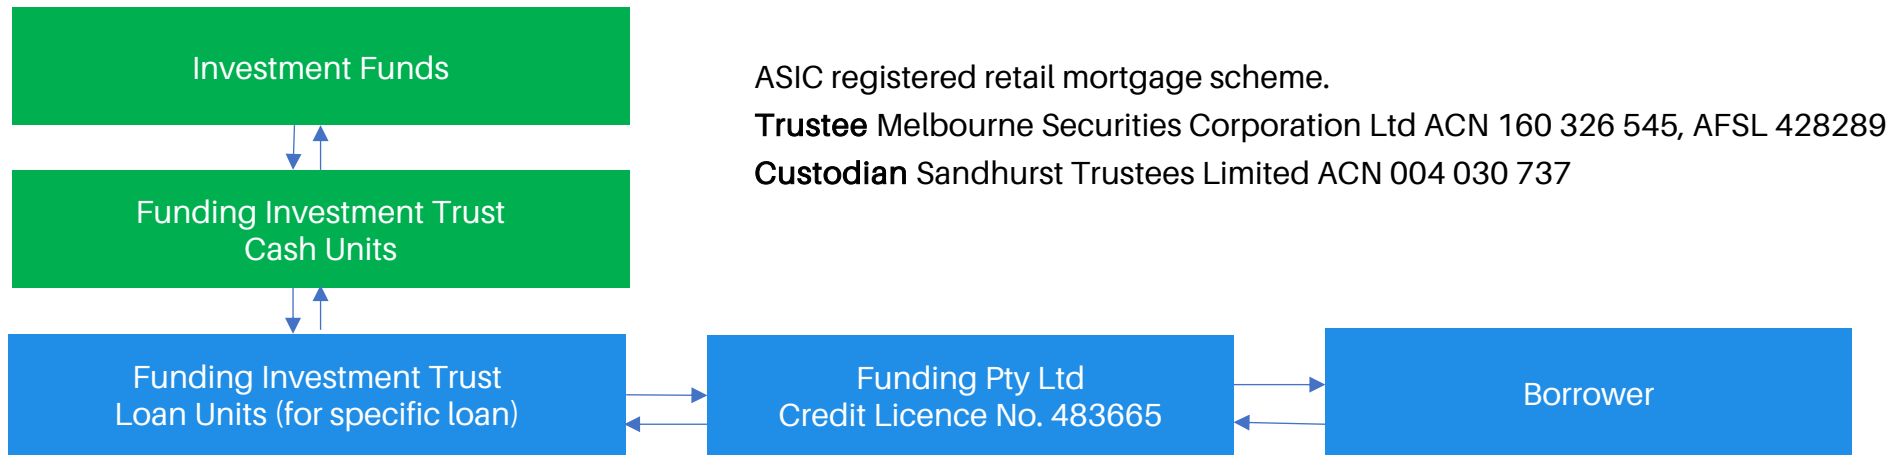 Investment Funds
ASIC registered retail mortgage scheme.
Trustee Melbourne Securities Corporation Ltd ACN 160 326 545, AFSL 428289
Custodian Sandhurst Trustees Limited ACN 004 030 737
Funding Investment Trust
Cash Units
Funding Investment Trust
Loan Units (for specific loan)
Funding Pty Ltd
Credit Licence No. 483665
Borrower